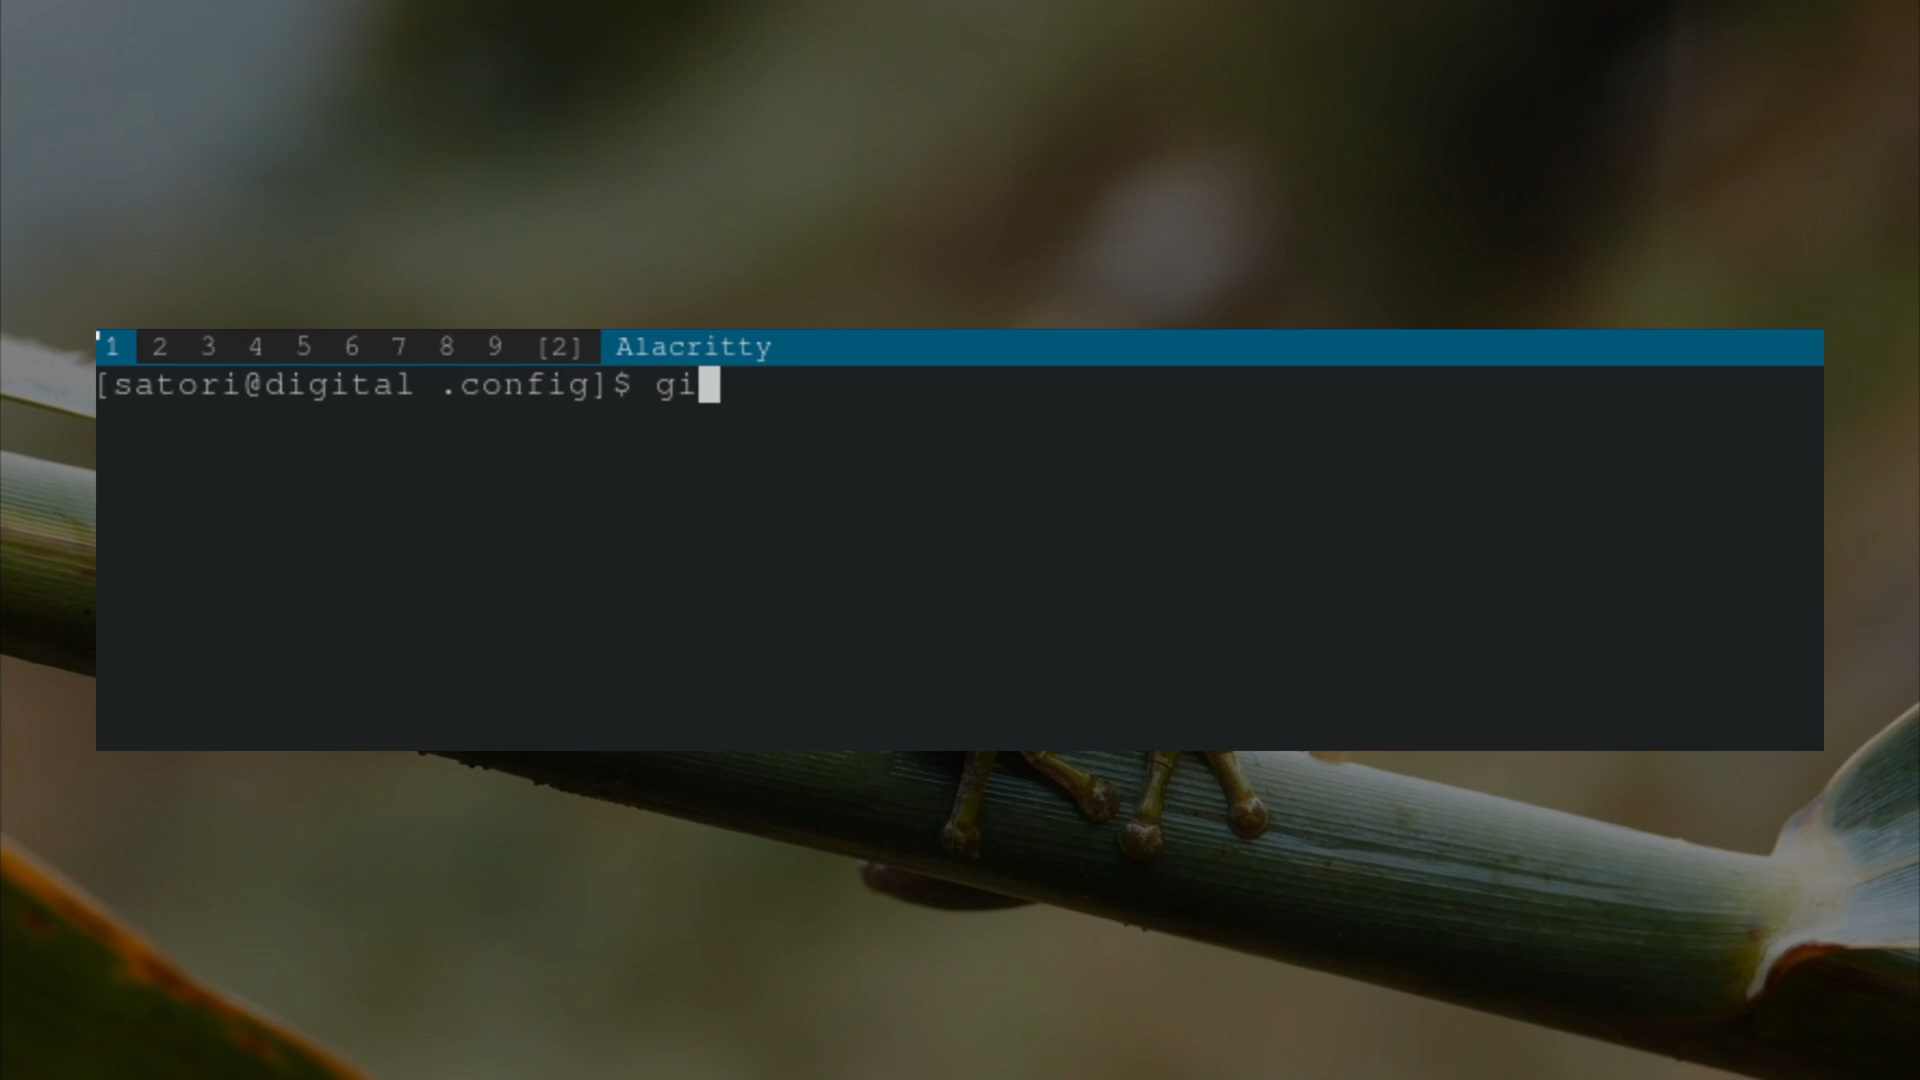 1 2 3 4 5 6 7 8 9 [2] Alacritty
[satori@digital .config]$ gi